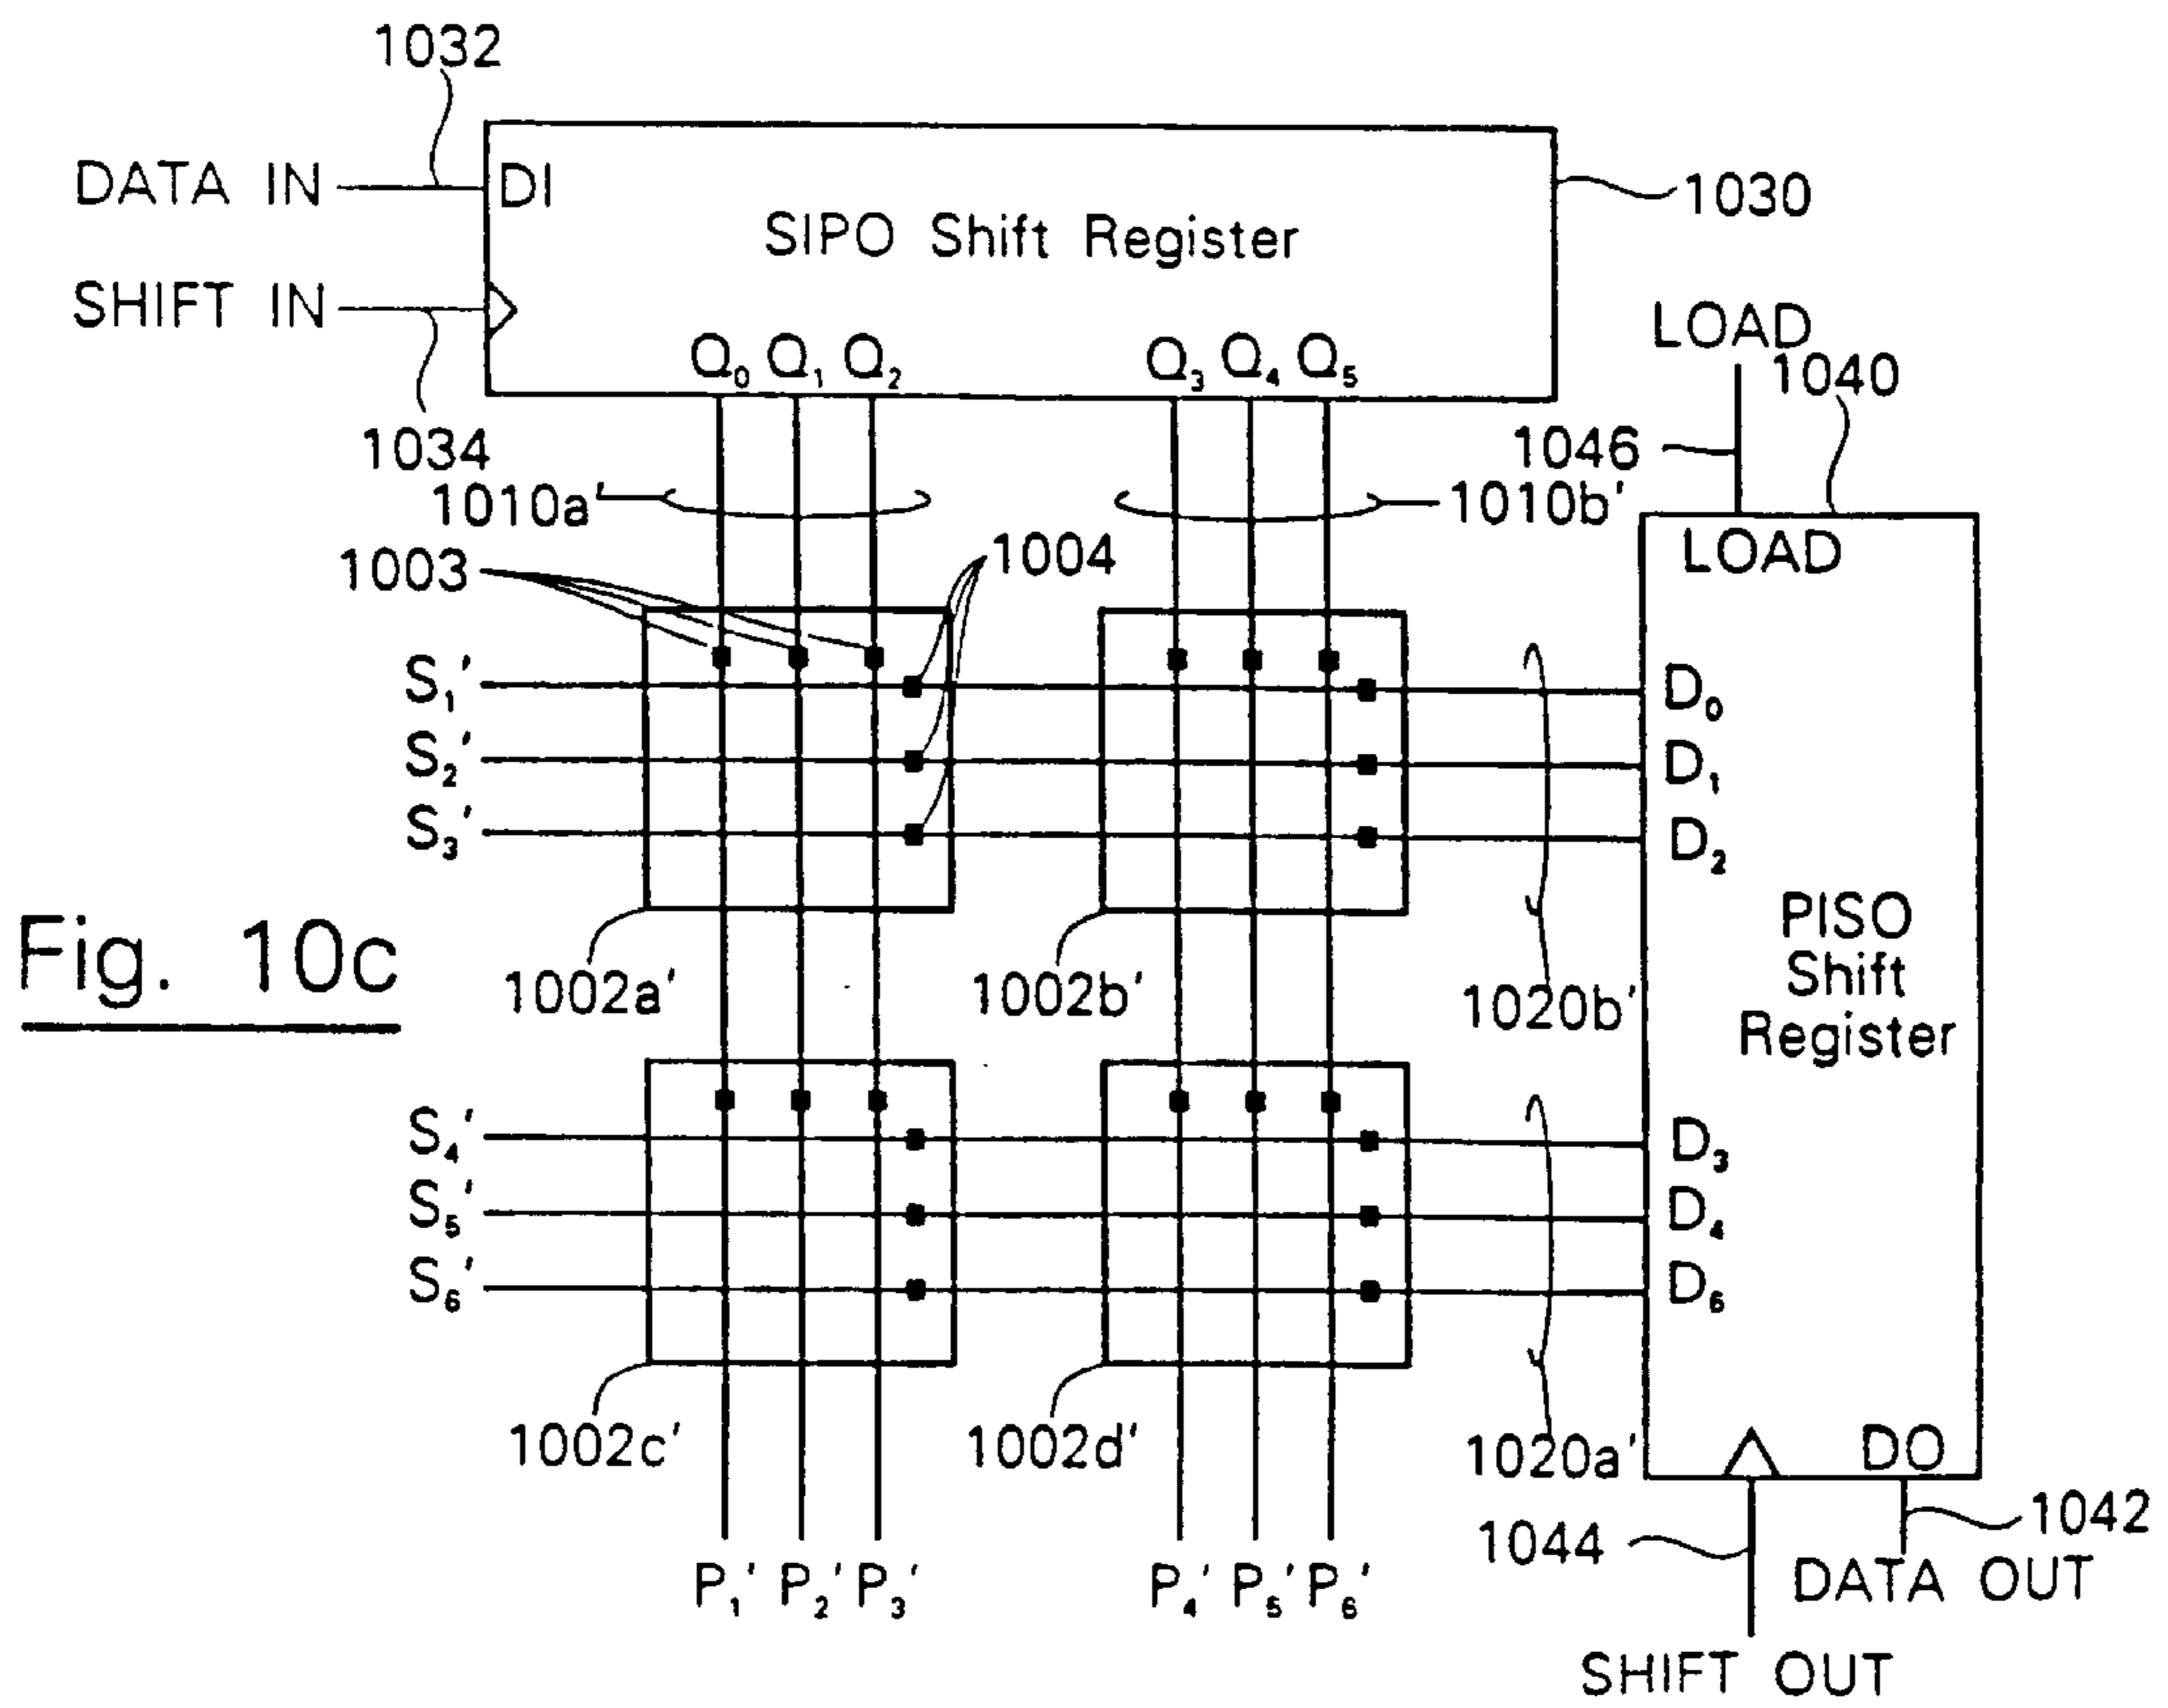 1032
DATA IN
DI
SIPO Shift Register
1030
SHIFT IN
Q₀ Q₁ Q₂
Q₃ Q₄ Q₅
LOAD
1040
1034
1046
1010a'
1010b'
1003
1004
LOAD
S₁'
D₀
S₂'
D₁
S₃'
D₂
PISO
Shift
Register
Fig. 10c
1002a'
1002b'
1020b'
S₄'
D₃
S₅'
D₄
S₆'
D₆
1002c'
1002d'
1020a'
DO
1044
1042
P₁' P₂' P₃'
P₄' P₅' P₆'
DATA OUT
SHIFT OUT